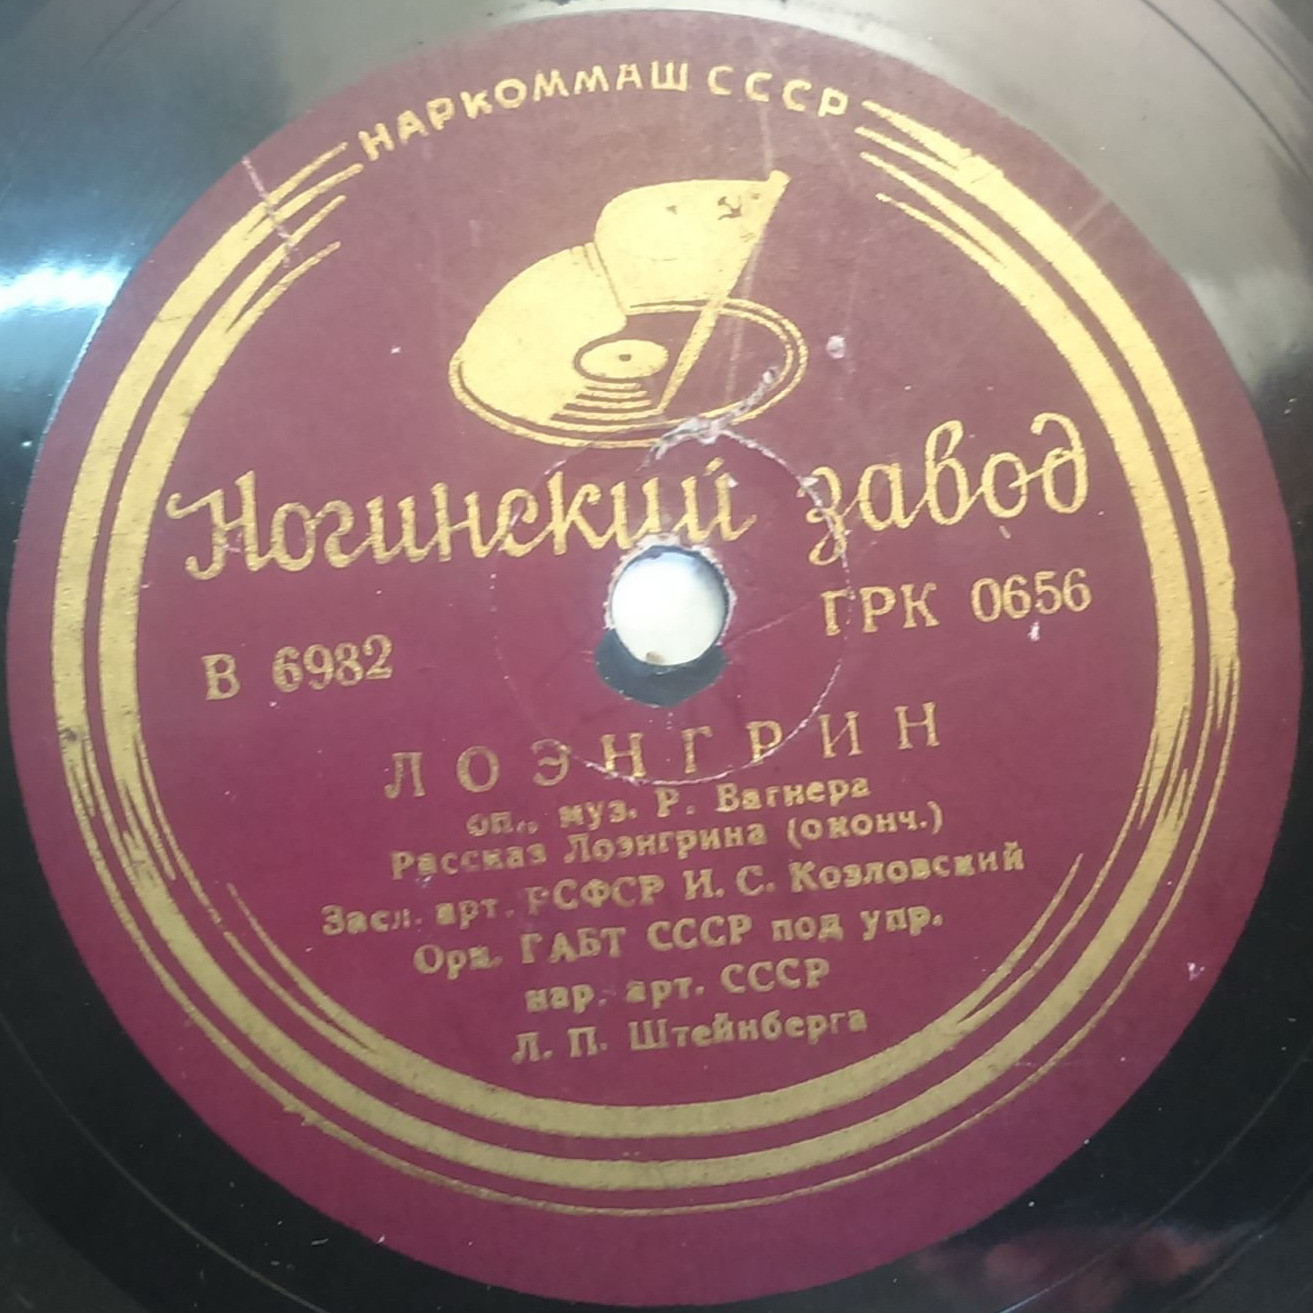 НАРКОММАШ СССР
Ногинский завод
ГРК 0656
В 6982
ЛОЭНГРИН
оп., муз. Р. Вагнера
Рассказ Лоэнгрина (оконч.)
Засл. арт. РСФСР И. С. Козловский
Орк. ГАБТ СССР под упр.
нар. арт. СССР
Л. П. Штейнберга